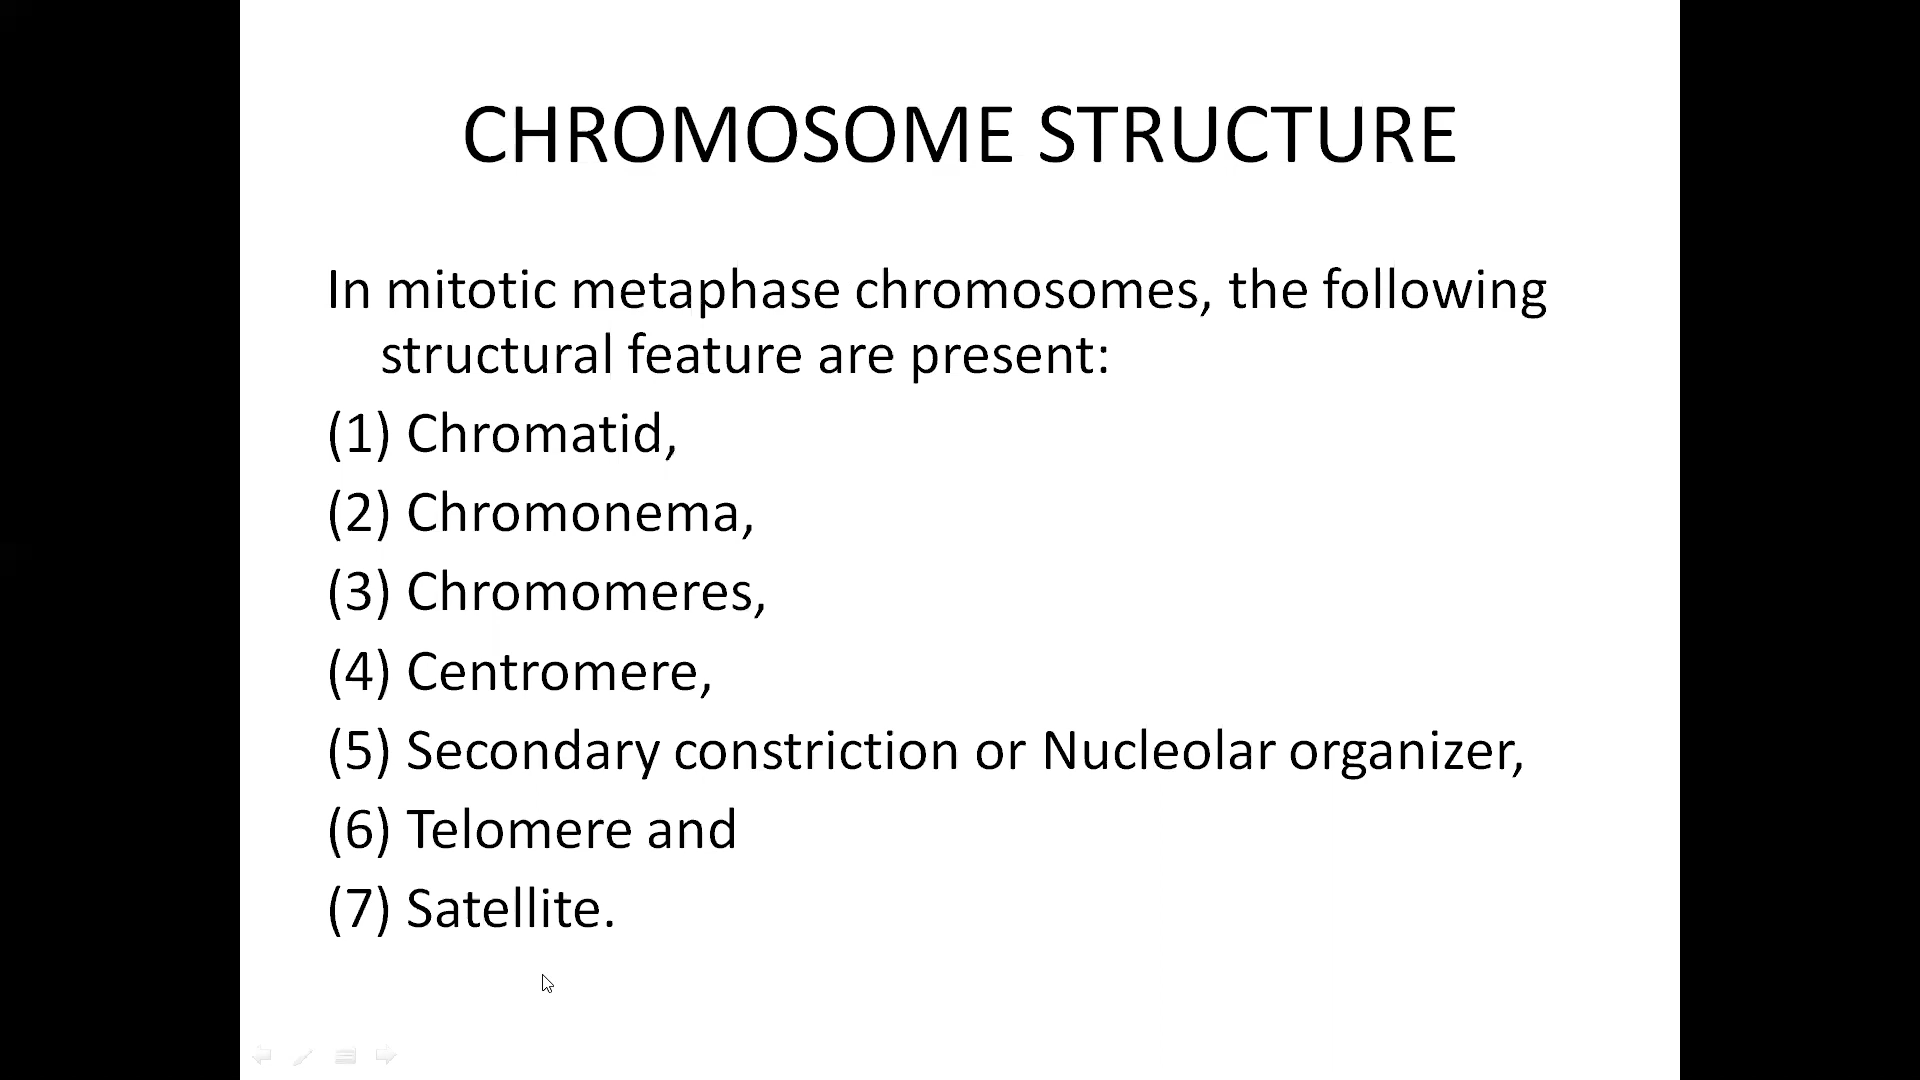 CHROMOSOME STRUCTURE
In mitotic metaphase chromosomes, the following
structural feature are present:
(1) Chromatid,
(2) Chromonema,
(3) Chromomeres,
(4) Centromere,
(5) Secondary constriction or Nucleolar organizer,
(6) Telomere and
(7) Satellite.